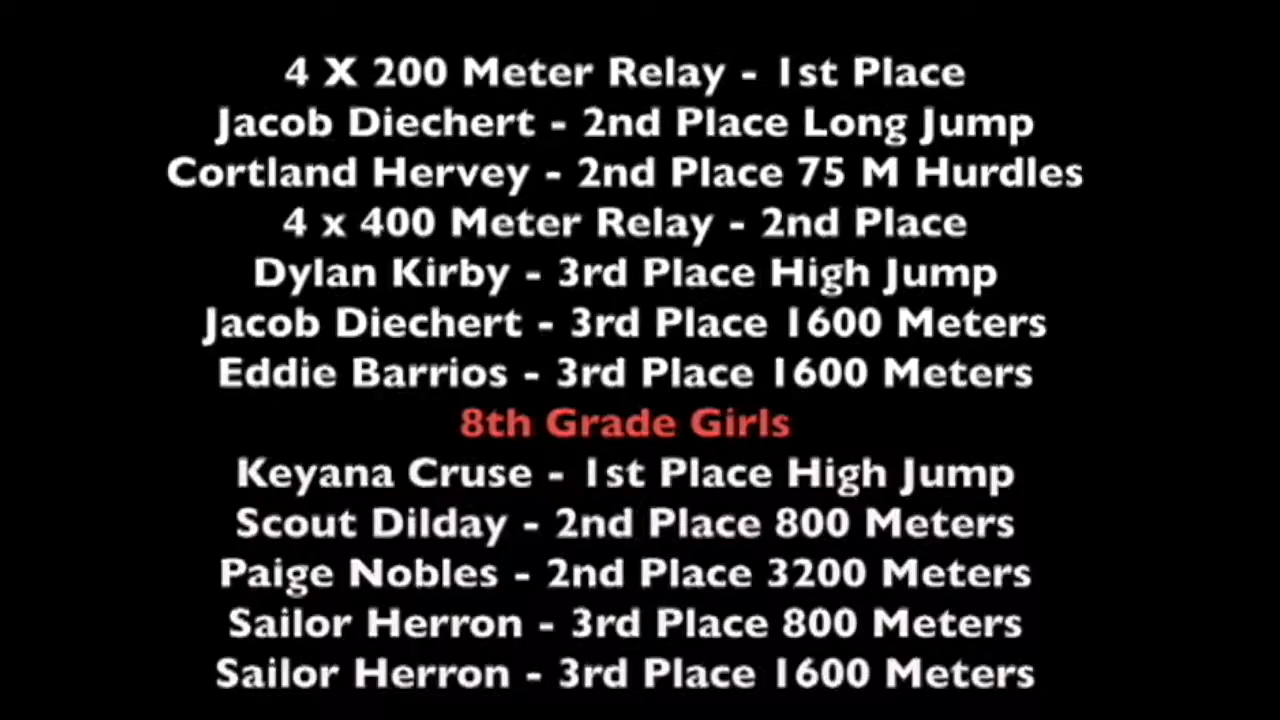 4 X 200 Meter Relay - 1st Place
Jacob Diechert - 2nd Place Long Jump
Cortland Hervey - 2nd Place 75 M Hurdles
4 x 400 Meter Relay - 2nd Place
Dylan Kirby - 3rd Place High Jump
Jacob Diechert - 3rd Place 1600 Meters
Eddie Barrios - 3rd Place 1600 Meters
8th Grade Girls
Keyana Cruse - 1st Place High Jump
Scout Dilday - 2nd Place 800 Meters
Paige Nobles - 2nd Place 3200 Meters
Sailor Herron - 3rd Place 800 Meters
Sailor Herron - 3rd Place 1600 Meters